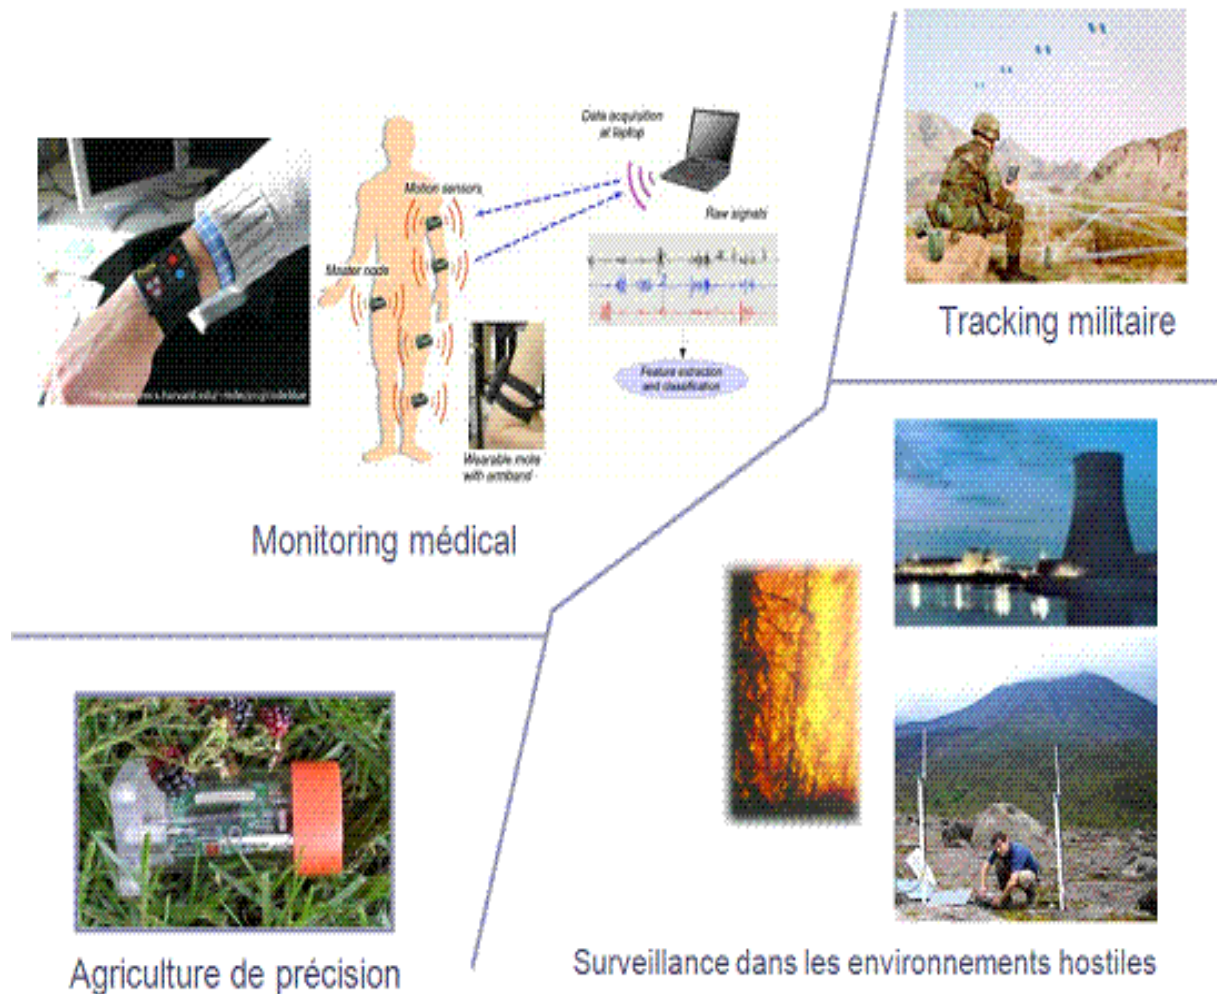 Data acquisition
at laptop
Motion sensors
Raw signals
Master node
Feature extraction
and classification
Wearable mote
with armband
Monitoring médical
Tracking militaire
Agriculture de précision
Surveillance dans les environnements hostiles